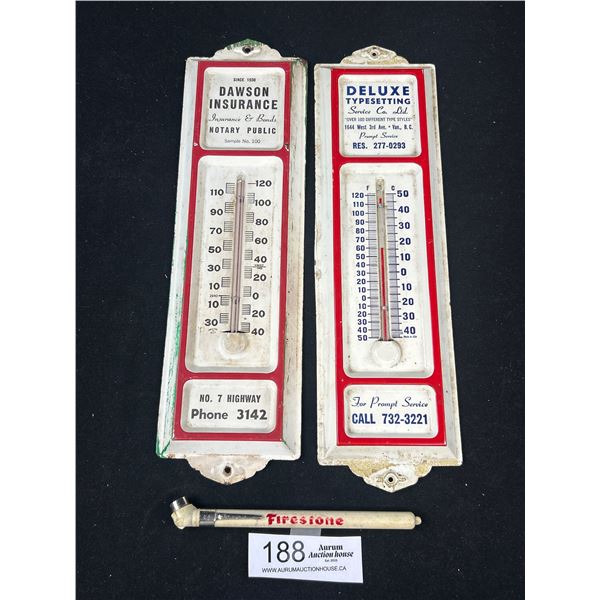 SINCE 1938
DAWSON
INSURANCE
Insurance & Bonds
NOTARY PUBLIC
Sample No. 100
120
110
100
90
80
70
60
50
40
30
20
10
ZERO
0
10
20
30
40
NO. 7 HIGHWAY
Phone 3142
DELUXE
TYPESETTING
Service Co. Ltd.
"OVER 500 DIFFERENT TYPE STYLES"
1644 West 3rd Ave. • Van., B.C.
Prompt Service
RES. 277-0293
F C
120 50
110
100 40
90
80 30
70
60 20
50 10
40
30 0
20
10 10
0
10 20
20
30 30
40 40
50
For Prompt Service
CALL 732-3221
Firestone
188 Aurum
Auction house
WWW.AURUMAUCTIONHOUSE.CA